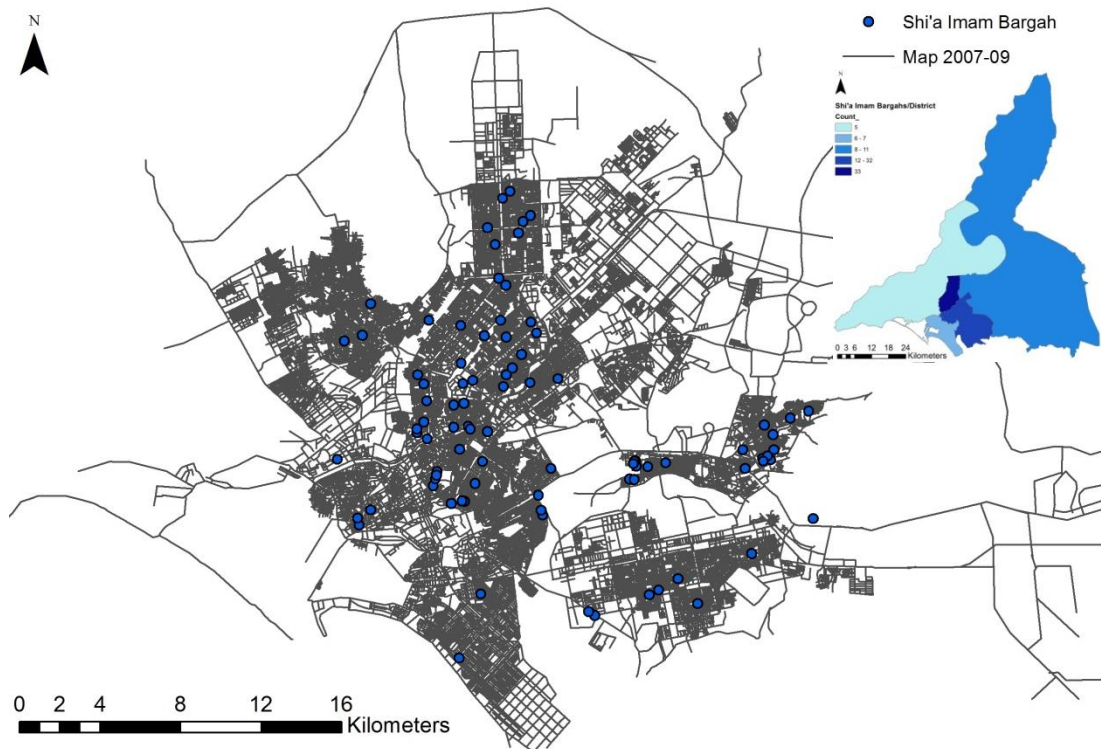 N
Shi'a Imam Bargah
Map 2007-09
N
Shi'a Imam Bargahs/District
Count_
5
6 - 7
8 - 11
12 - 32
33
0 3 6 12 18 24
Kilometers
0 2 4 8 12 16
Kilometers